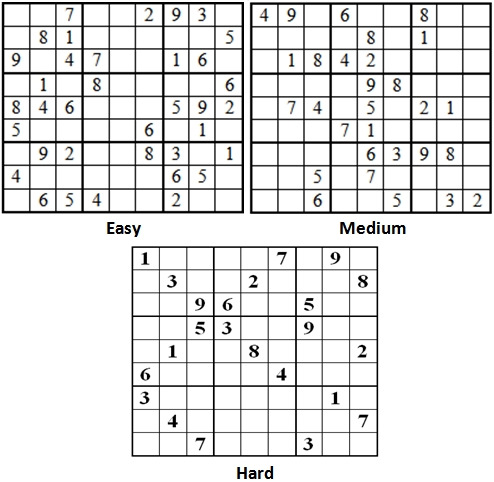 7 2 9 3
8 1 5
9 4 7 1 6
1 8 6
8 4 6 5 9 2
5 6 1
9 2 8 3 1
4 6 5
6 5 4 2
Easy
4 9 6 8
8 1
1 8 4 2
9 8
7 4 5 2 1
7 1
6 3 9 8
5 7
6 5 3 2
Medium
1 7 9
3 2 8
9 6 5
5 3 9
1 8 2
6 4
3 1
4 7
7 3
Hard